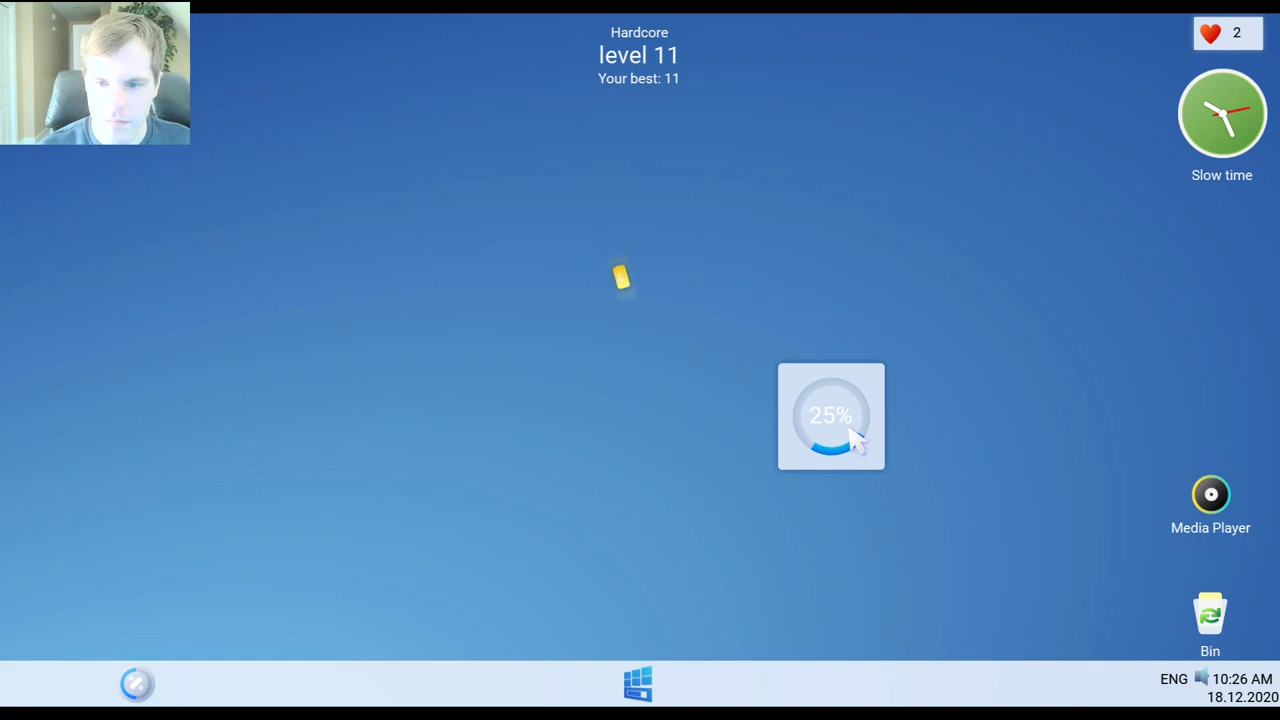 Hardcore
level 11
Your best: 11
2
Slow time
25%
Media Player
Bin
ENG 10:26 AM
18.12.2020